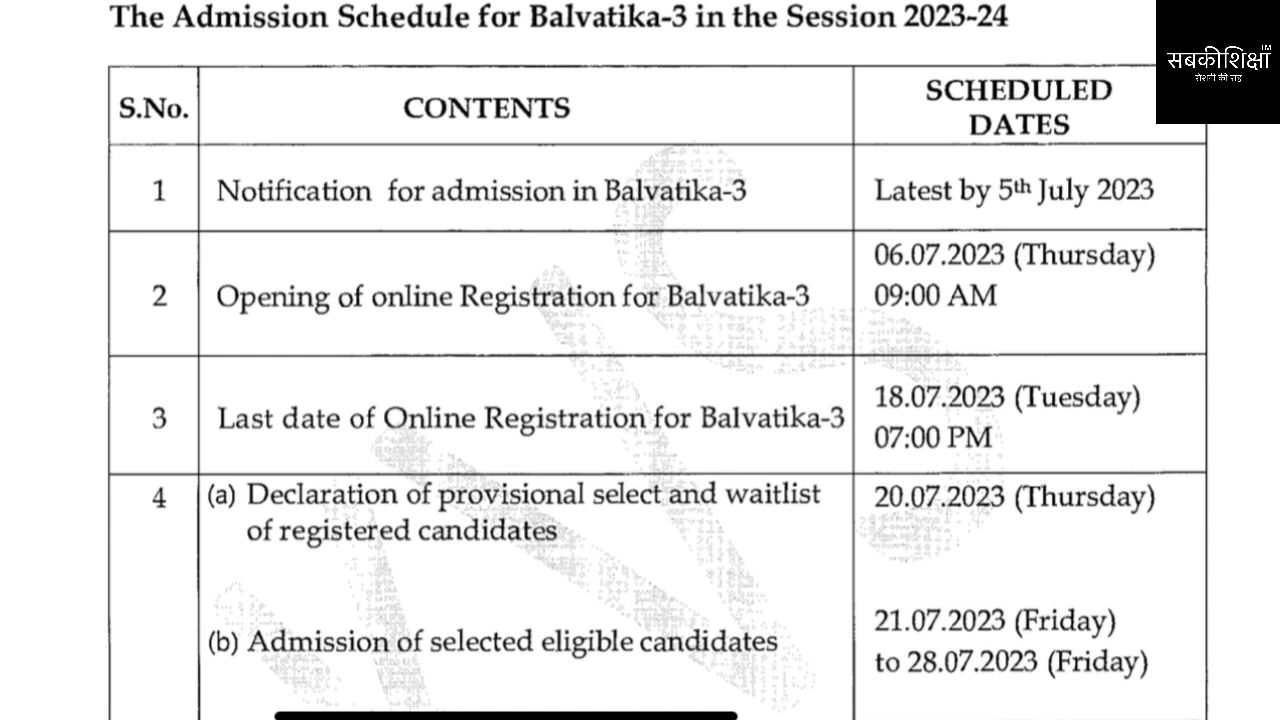 The Admission Schedule for Balvatika-3 in the Session 2023-24
सबकीशिक्षा
TM
रोशनी की राह
S.No.
CONTENTS
SCHEDULED
DATES
1
Notification for admission in Balvatika-3
Latest by 5th July 2023
2
Opening of online Registration for Balvatika-3
06.07.2023 (Thursday)
09:00 AM
3
Last date of Online Registration for Balvatika-3
18.07.2023 (Tuesday)
07:00 PM
4
(a) Declaration of provisional select and waitlist
of registered candidates
20.07.2023 (Thursday)
(b) Admission of selected eligible candidates
21.07.2023 (Friday)
to 28.07.2023 (Friday)